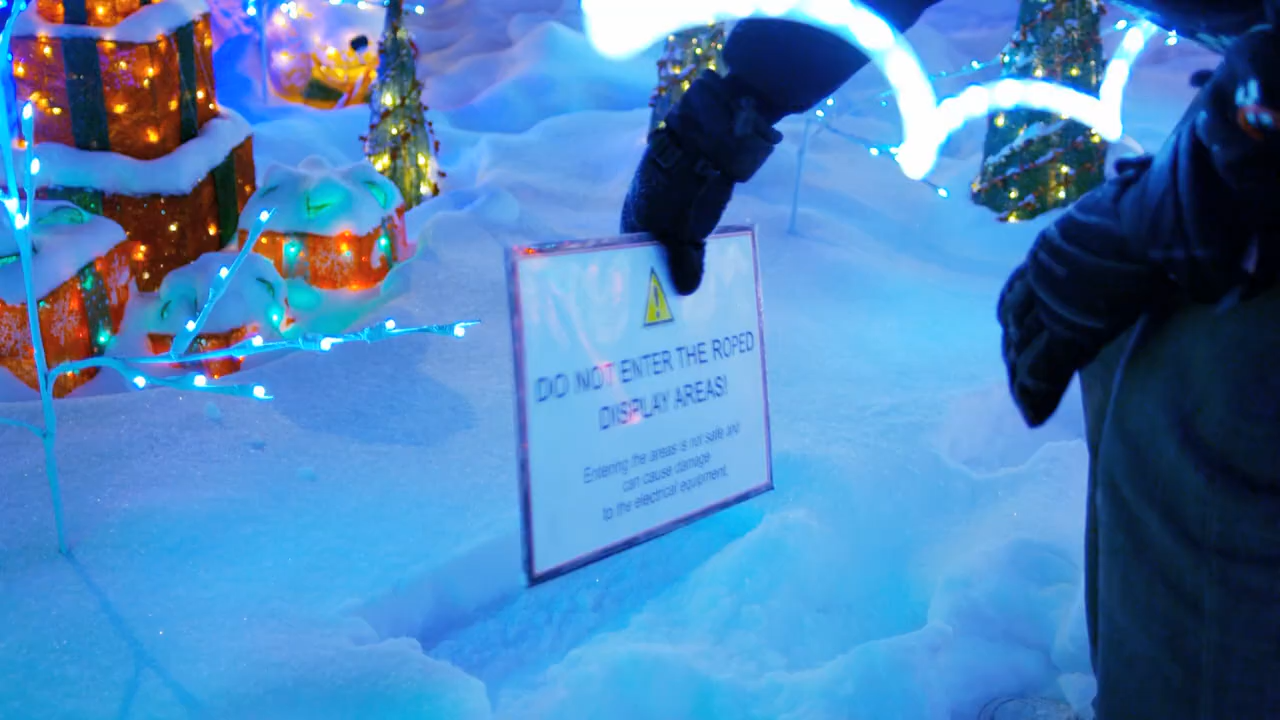 DO NOT ENTER THE ROPED
DISPLAY AREAS!
Entering the areas is not safe and
can cause damage
to the electrical equipment.